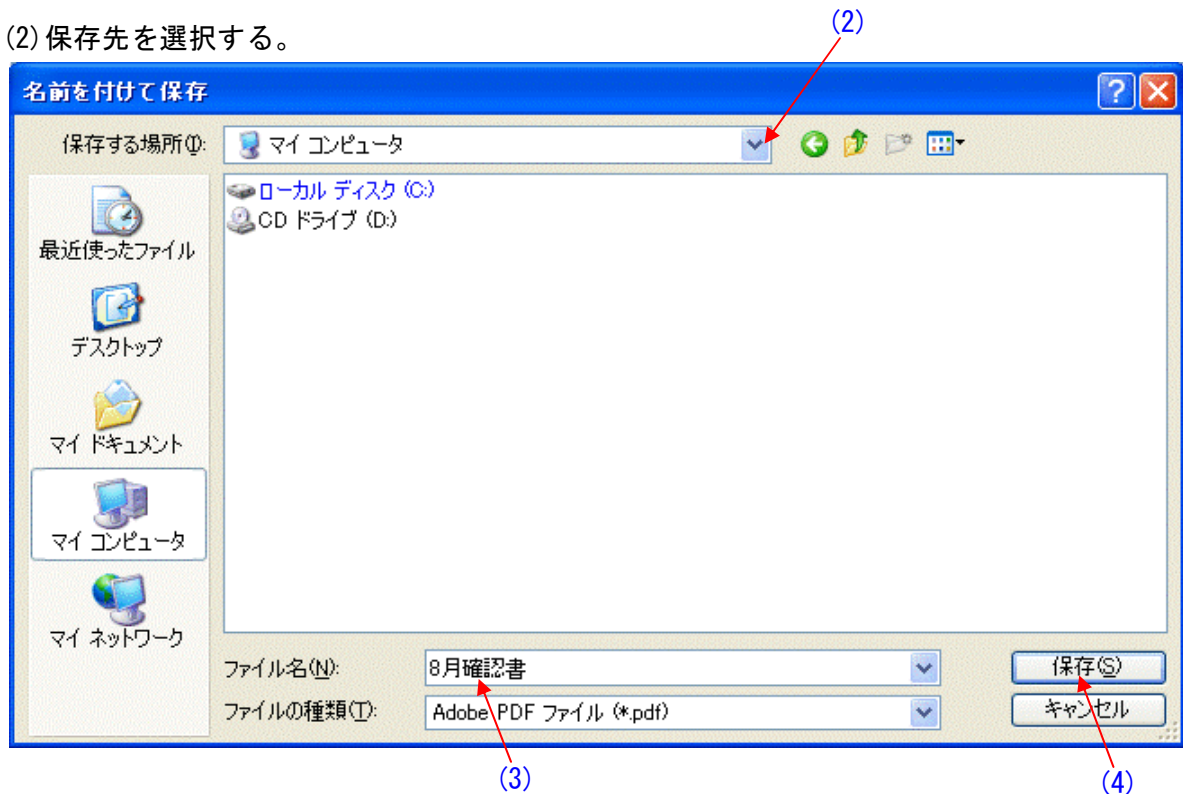 (2)
(2)保存先を選択する。
名前を付けて保存
保存する場所(I):
マイ コンピュータ
ローカル ディスク (C:)
CD ドライブ (D:)
最近使ったファイル
デスクトップ
マイ ドキュメント
マイ コンピュータ
マイ ネットワーク
ファイル名(N):
8月確認書
保存(S)
ファイルの種類(T):
Adobe PDF ファイル (*.pdf)
キャンセル
(3)
(4)